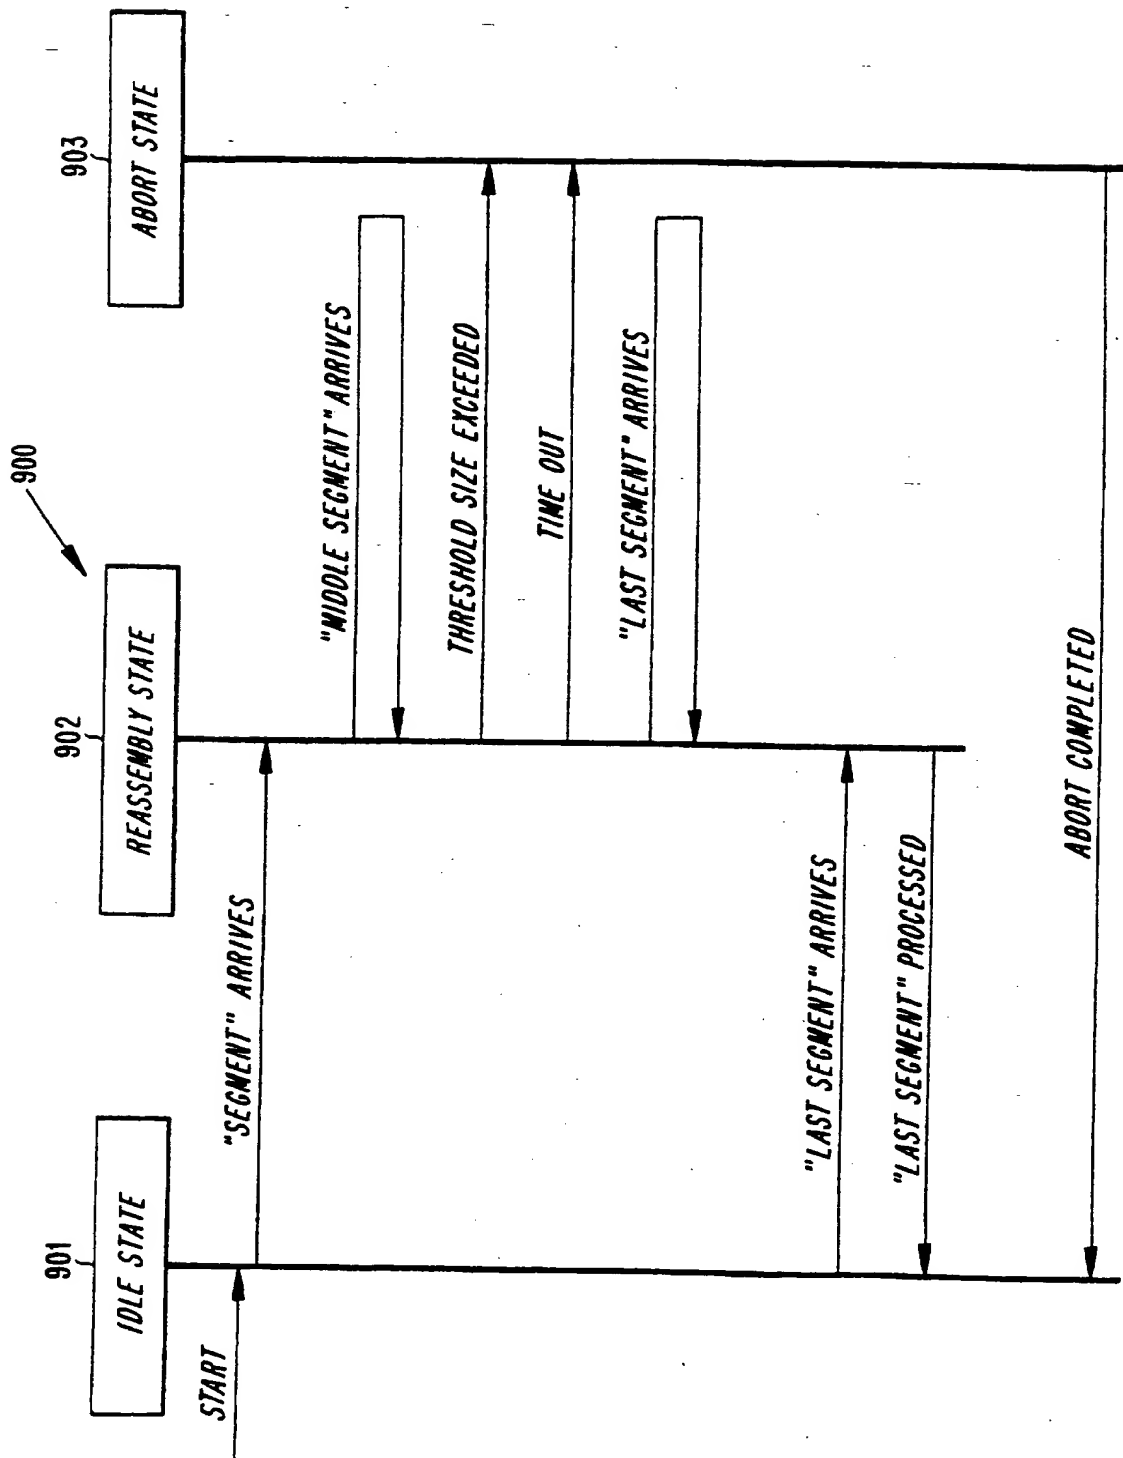 900
901
902
903
IDLE STATE
REASSEMBLY STATE
ABORT STATE
START
"SEGMENT" ARRIVES
"MIDDLE SEGMENT" ARRIVES
THRESHOLD SIZE EXCEEDED
TIME OUT
"LAST SEGMENT" ARRIVES
"LAST SEGMENT" ARRIVES
"LAST SEGMENT" PROCESSED
ABORT COMPLETED